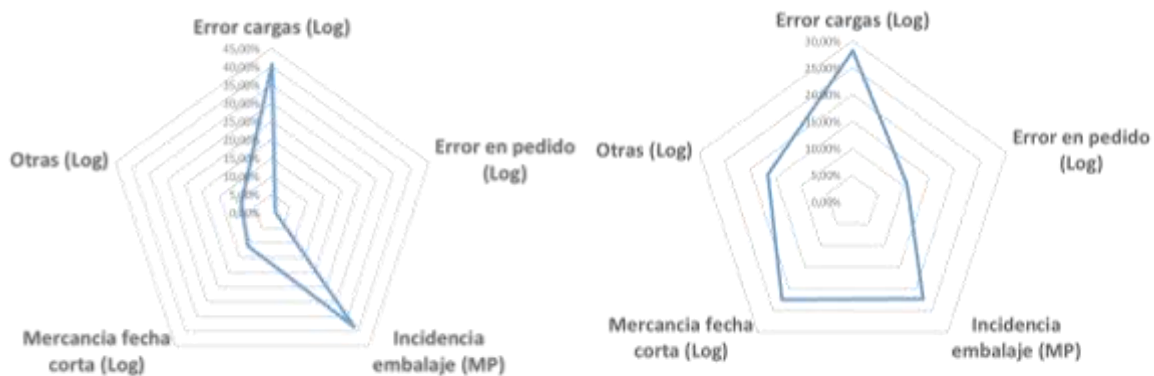 Error cargas (Log)
45,00%
40,00%
35,00%
30,00%
25,00%
20,00%
15,00%
10,00%
5,00%
0,00%
Otras (Log)
Error en pedido
(Log)
Mercancia fecha
corta (Log)
Incidencia
embalaje (MP)
Error cargas (Log)
30,00%
25,00%
20,00%
15,00%
10,00%
5,00%
0,00%
Otras (Log)
Error en pedido
(Log)
Mercancia fecha
corta (Log)
Incidencia
embalaje (MP)